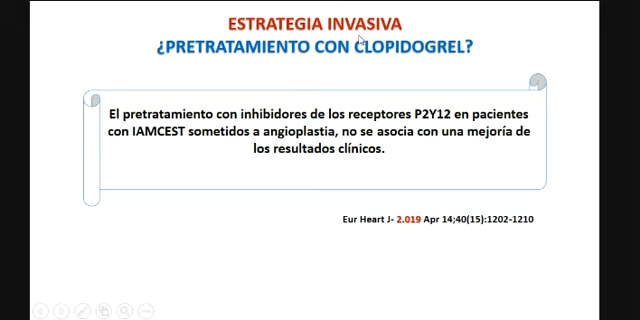 ESTRATEGIA INVASIVA
¿PRETRATAMIENTO CON CLOPIDOGREL?
El pretratamiento con inhibidores de los receptores P2Y12 en pacientes
con IAMCEST sometidos a angioplastia, no se asocia con una mejoría de
los resultados clínicos.
Eur Heart J- 2.019 Apr 14;40(15):1202-1210